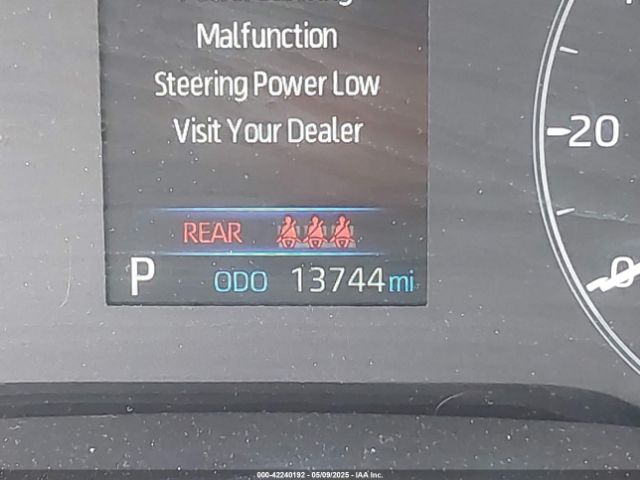 Malfunction
Steering Power Low
Visit Your Dealer
REAR
P ODO 13744 mi
20
0
000-42240192 - 05/09/2025 - IAA Inc.